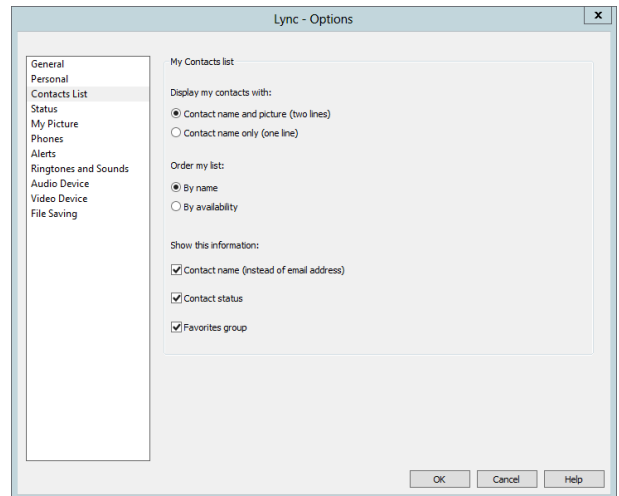 Lync - Options
x
General
Personal
Contacts List
Status
My Picture
Phones
Alerts
Ringtones and Sounds
Audio Device
Video Device
File Saving
My Contacts list
Display my contacts with:
Contact name and picture (two lines)
Contact name only (one line)
Order my list:
By name
By availability
Show this information:
Contact name (instead of email address)
Contact status
Favorites group
OK
Cancel
Help